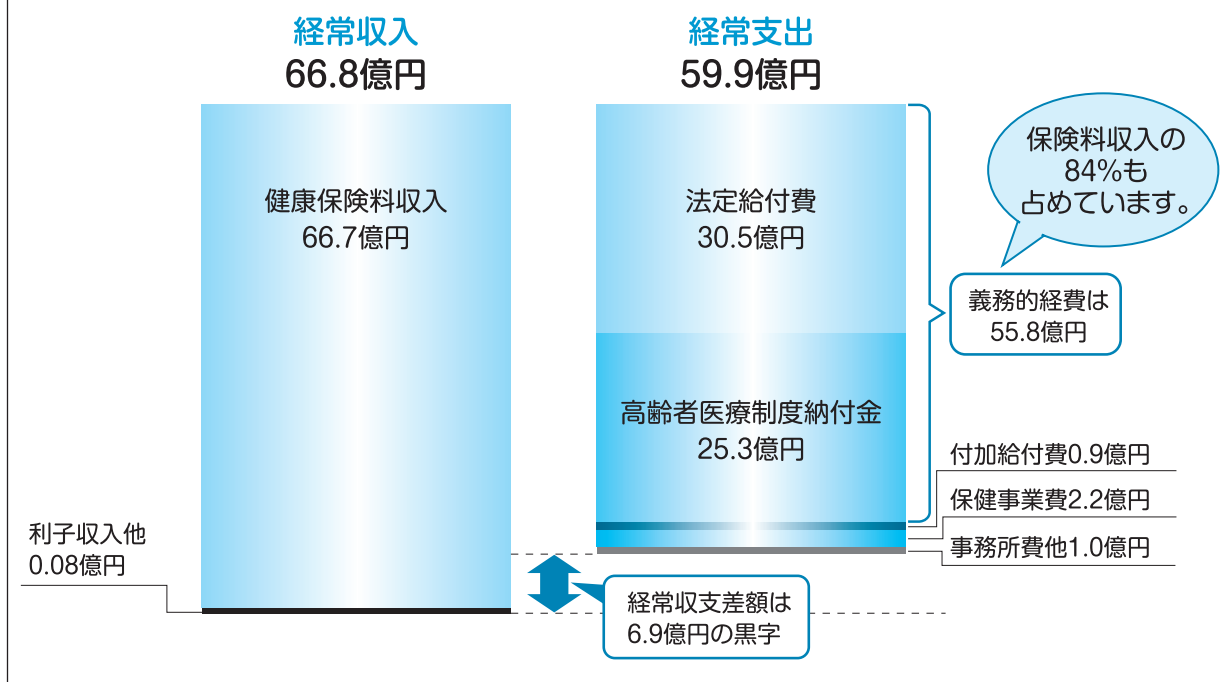 経常収入
66.8億円
健康保険料収入
66.7億円
利子収入他
0.08億円
経常支出
59.9億円
法定給付費
30.5億円
高齢者医療制度納付金
25.3億円
保険料収入の
84%も
占めています。
義務的経費は
55.8億円
付加給付費0.9億円
保健事業費2.2億円
事務所費他1.0億円
経常収支差額は
6.9億円の黒字